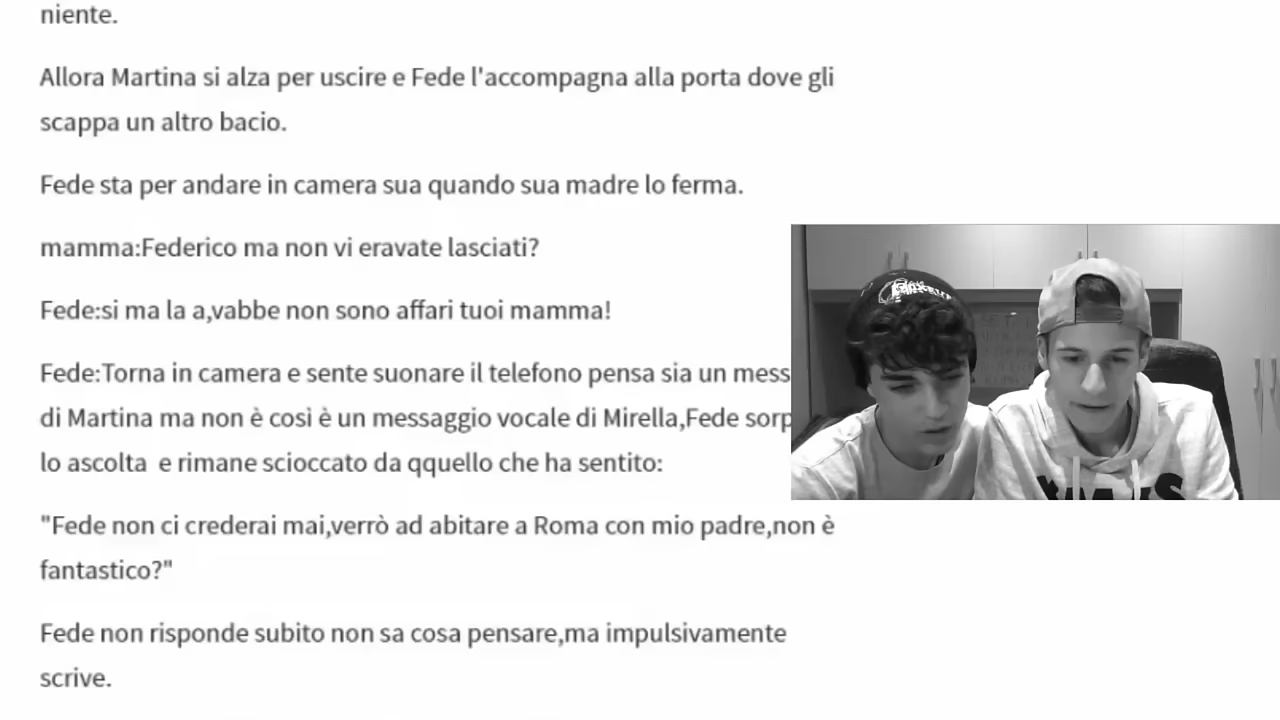 niente.
Allora Martina si alza per uscire e Fede l'accompagna alla porta dove gli
scappa un altro bacio.
Fede sta per andare in camera sua quando sua madre lo ferma.
mamma:Federico ma non vi eravate lasciati?
Fede:si ma la a,vabbe non sono affari tuoi mamma!
Fede:Torna in camera e sente suonare il telefono pensa sia un mess
di Martina ma non è cosi è un messaggio vocale di Mirella,Fede sorp
lo ascolta e rimane scioccato da qquello che ha sentito:
"Fede non ci crederai mai,verrò ad abitare a Roma con mio padre,non è
fantastico?"
Fede non risponde subito non sa cosa pensare,ma impulsivamente
scrive.